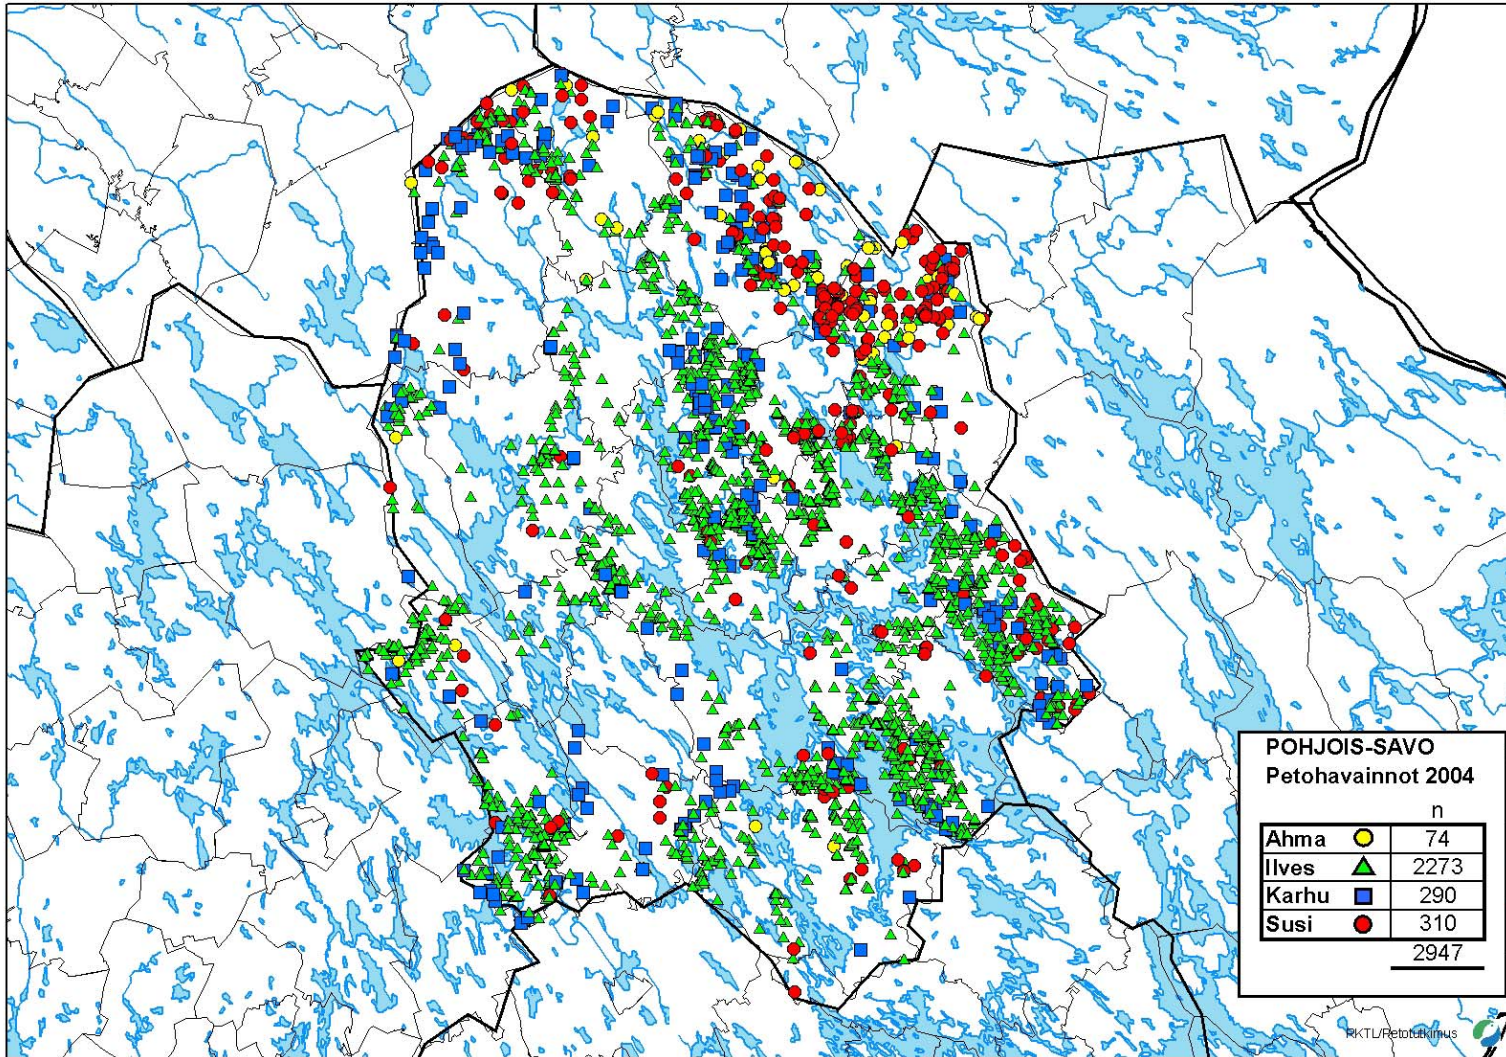 POHJOIS-SAVO
Petohavainnot 2004
n
Ahma 74
Ilves 2273
Karhu 290
Susi 310
2947
RKTL/Petotutkimus